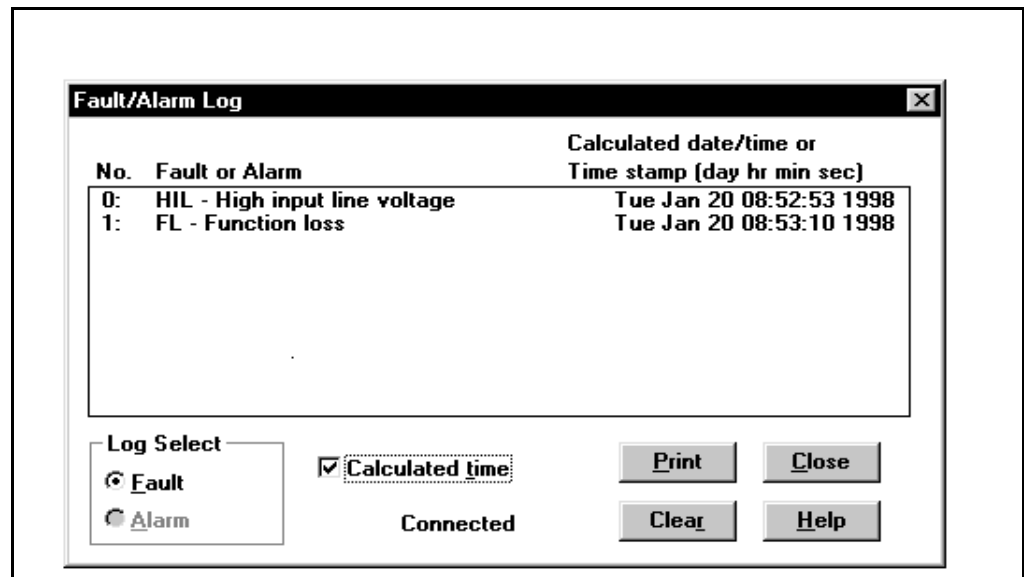 Fault/Alarm Log
Calculated date/time or
No. Fault or Alarm Time stamp (day hr min sec)
0: HIL - High input line voltage Tue Jan 20 08:52:53 1998
1: FL - Function loss Tue Jan 20 08:53:10 1998
Log Select
Fault
Alarm
Calculated time
Connected
Print
Close
Clear
Help